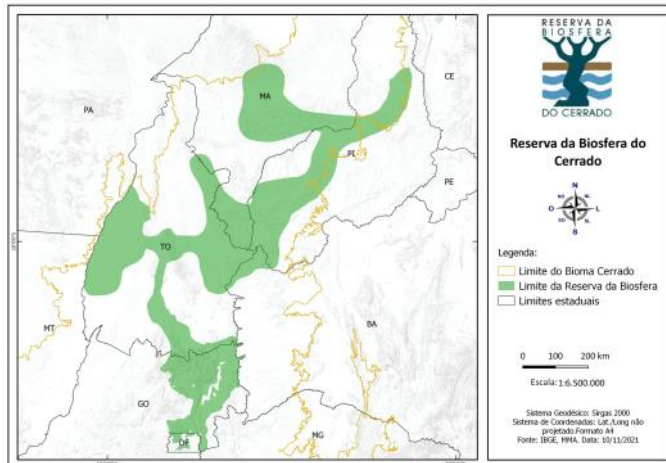 PA
MA
CE
PI
PE
TO
MT
BA
GO
DF
MG
RESERVA DA
BIOSFERA
DO CERRADO
Reserva da Biosfera do
Cerrado
N
O
L
S
Legenda:
Limite do Bioma Cerrado
Limite da Reserva da Biosfera
Limites estaduais
0 100 200 km
Escala: 1:6.500.000
Sistema Geodésico: Sirgas 2000
Sistema de Coordenadas: Lat./Long não
projetado.Formato A4
Fonte: IBGE, MMA. Data: 10/11/2021